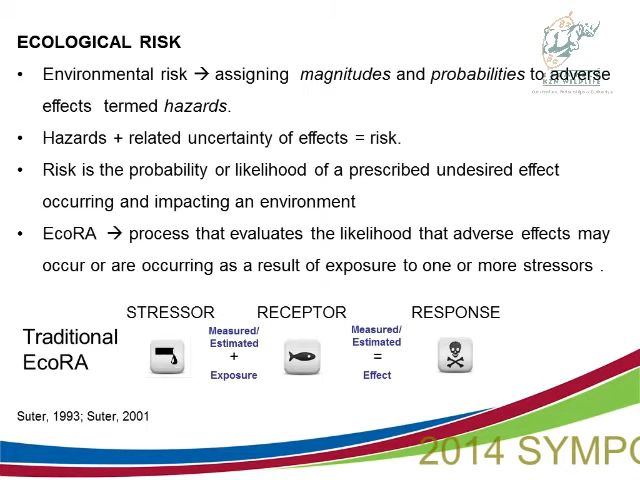 ECOLOGICAL RISK
• Environmental risk → assigning magnitudes and probabilities to adverse
effects termed hazards.
• Hazards + related uncertainty of effects = risk.
• Risk is the probability or likelihood of a prescribed undesired effect
occurring and impacting an environment
• EcoRA → process that evaluates the likelihood that adverse effects may
occur or are occurring as a result of exposure to one or more stressors .
STRESSOR RECEPTOR RESPONSE
Traditional
EcoRA
Measured/
Estimated
+
Exposure
Measured/
Estimated
=
Effect
Suter, 1993; Suter, 2001
2014 SYMPO